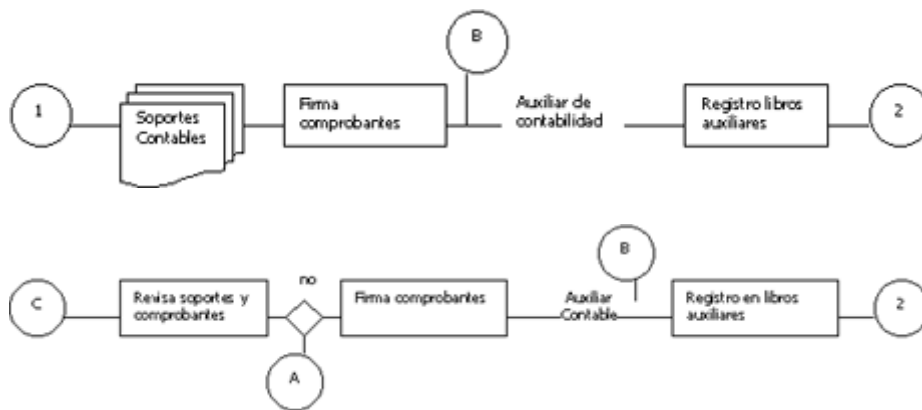 B
1
Soportes
Contables
Firma
comprobantes
Auxiliar de
contabilidad
Registro libros
auxiliares
2
B
no
C
Revisa soportes y
comprobantes
Firma comprobantes
Auxiliar
Contable
Registro en libros
auxiliares
2
A